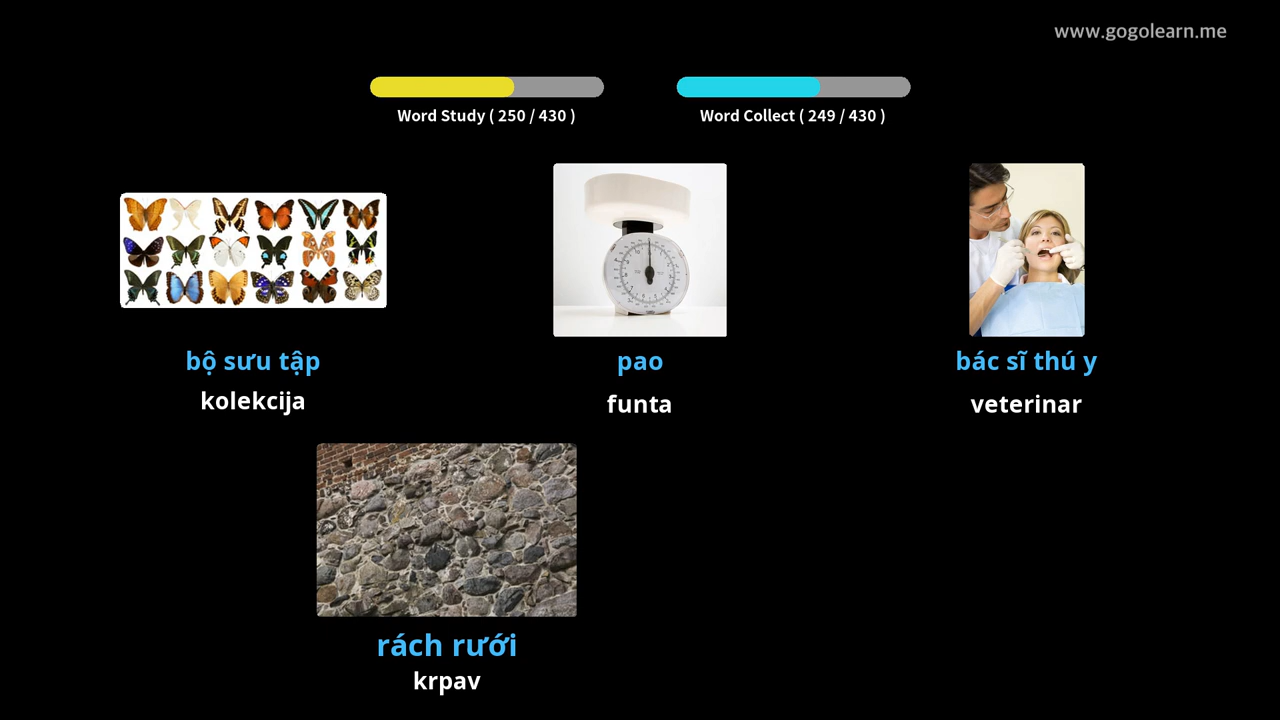 www.gogolearn.me
Word Study ( 250 / 430 )
Word Collect ( 249 / 430 )
bộ sưu tập
kolekcija
pao
funta
bác sĩ thú y
veterinar
rách rưới
krpav